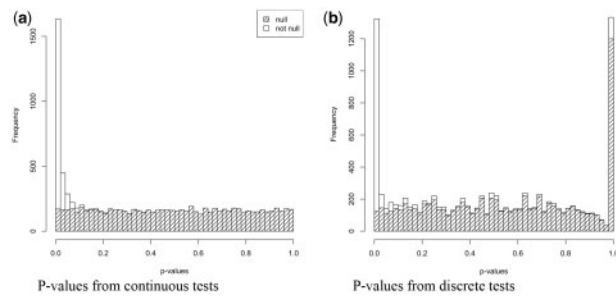 (a)
null
not null
Frequency
1500
1000
500
0
0.0 0.2 0.4 0.6 0.8 1.0
p-values
P-values from continuous tests
(b)
Frequency
1200
1000
800
600
400
200
0
0.0 0.2 0.4 0.6 0.8 1.0
p-values
P-values from discrete tests